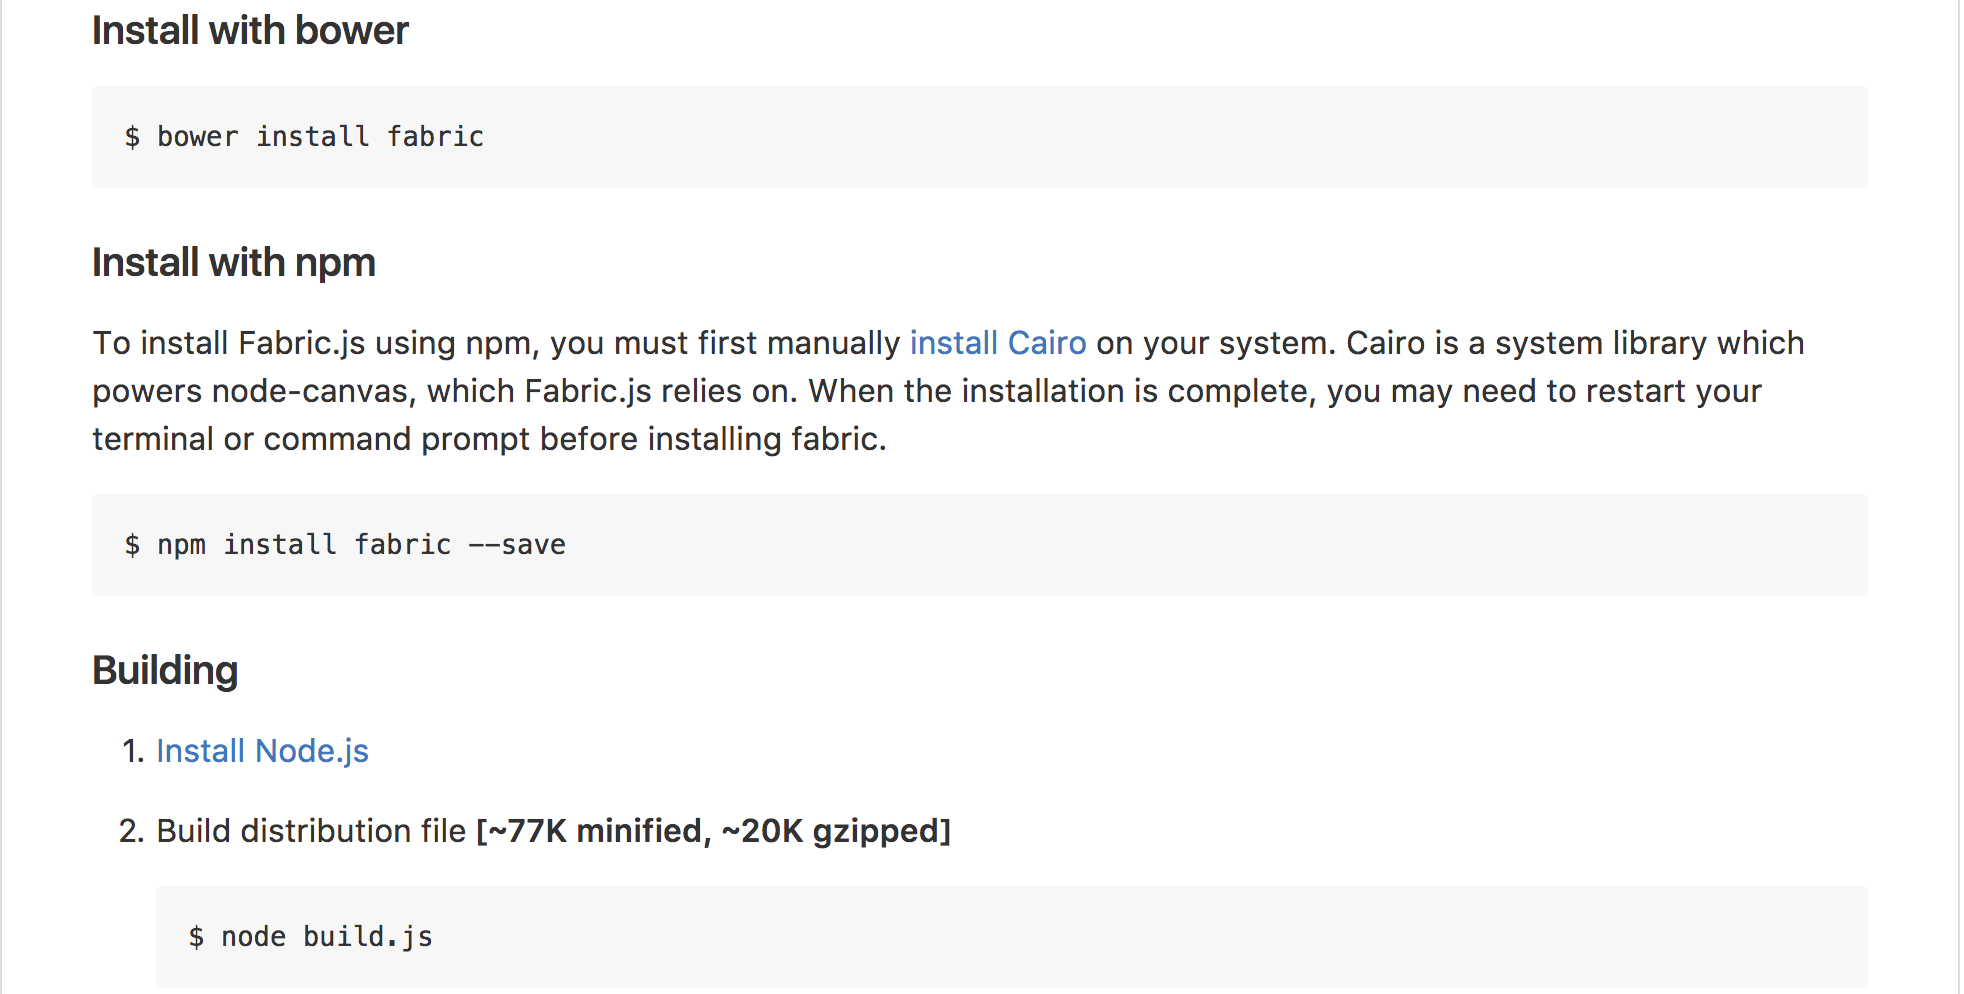 Install with bower
$ bower install fabric
Install with npm
To install Fabric.js using npm, you must first manually install Cairo on your system. Cairo is a system library which
powers node-canvas, which Fabric.js relies on. When the installation is complete, you may need to restart your
terminal or command prompt before installing fabric.
$ npm install fabric --save
Building
1. Install Node.js
2. Build distribution file [~77K minified, ~20K gzipped]
$ node build.js